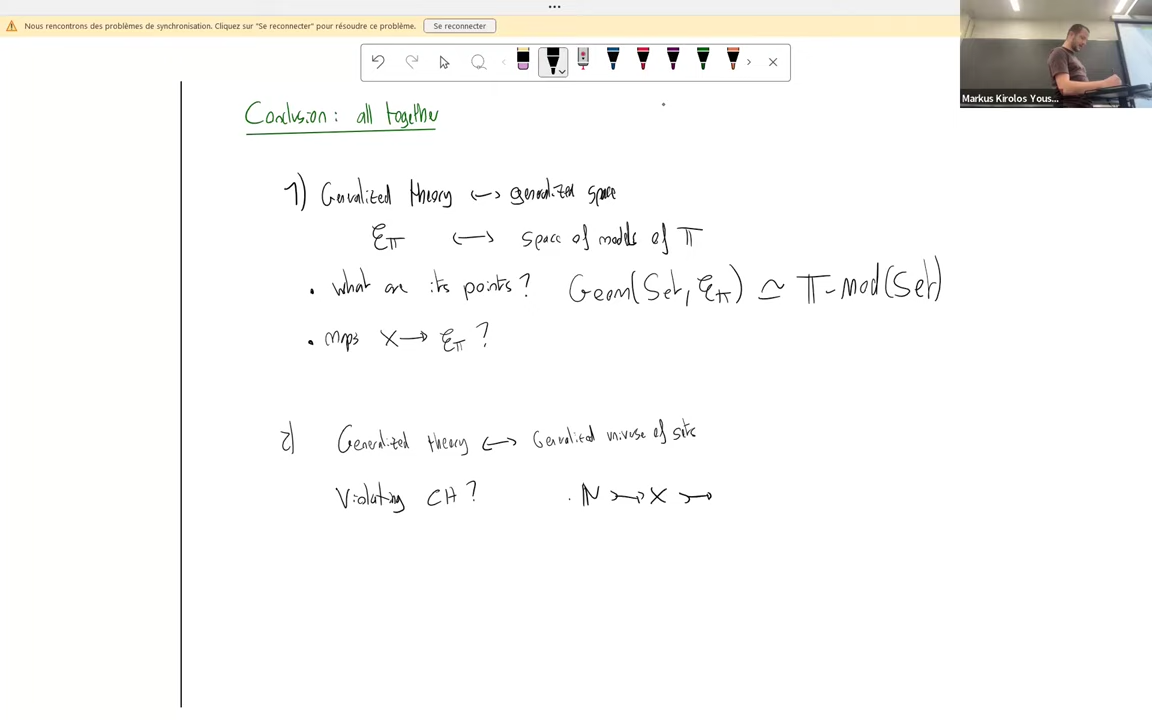 Nous rencontrons des problèmes de synchronisation. Cliquez sur "Se reconnecter" pour résoudre ce problème. Se reconnecter
Markus Kirolos Yous...
Conclusion: all together
1) Generalized theory ↔ generalized space
ℰ_𝕋 ↔ space of models of 𝕋
• What are its points? Geom(Set, ℰ_𝕋) ≃ 𝕋-mod(Set)
• maps X → ℰ_𝕋?
2) Generalized theory ↔ Generalized universe of sets
Violating CH? ℕ ↣ X ↣